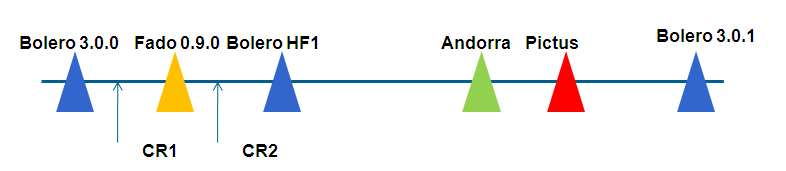 Bolero 3.0.0
Fado 0.9.0
Bolero HF1
Andorra
Pictus
Bolero 3.0.1
CR1
CR2